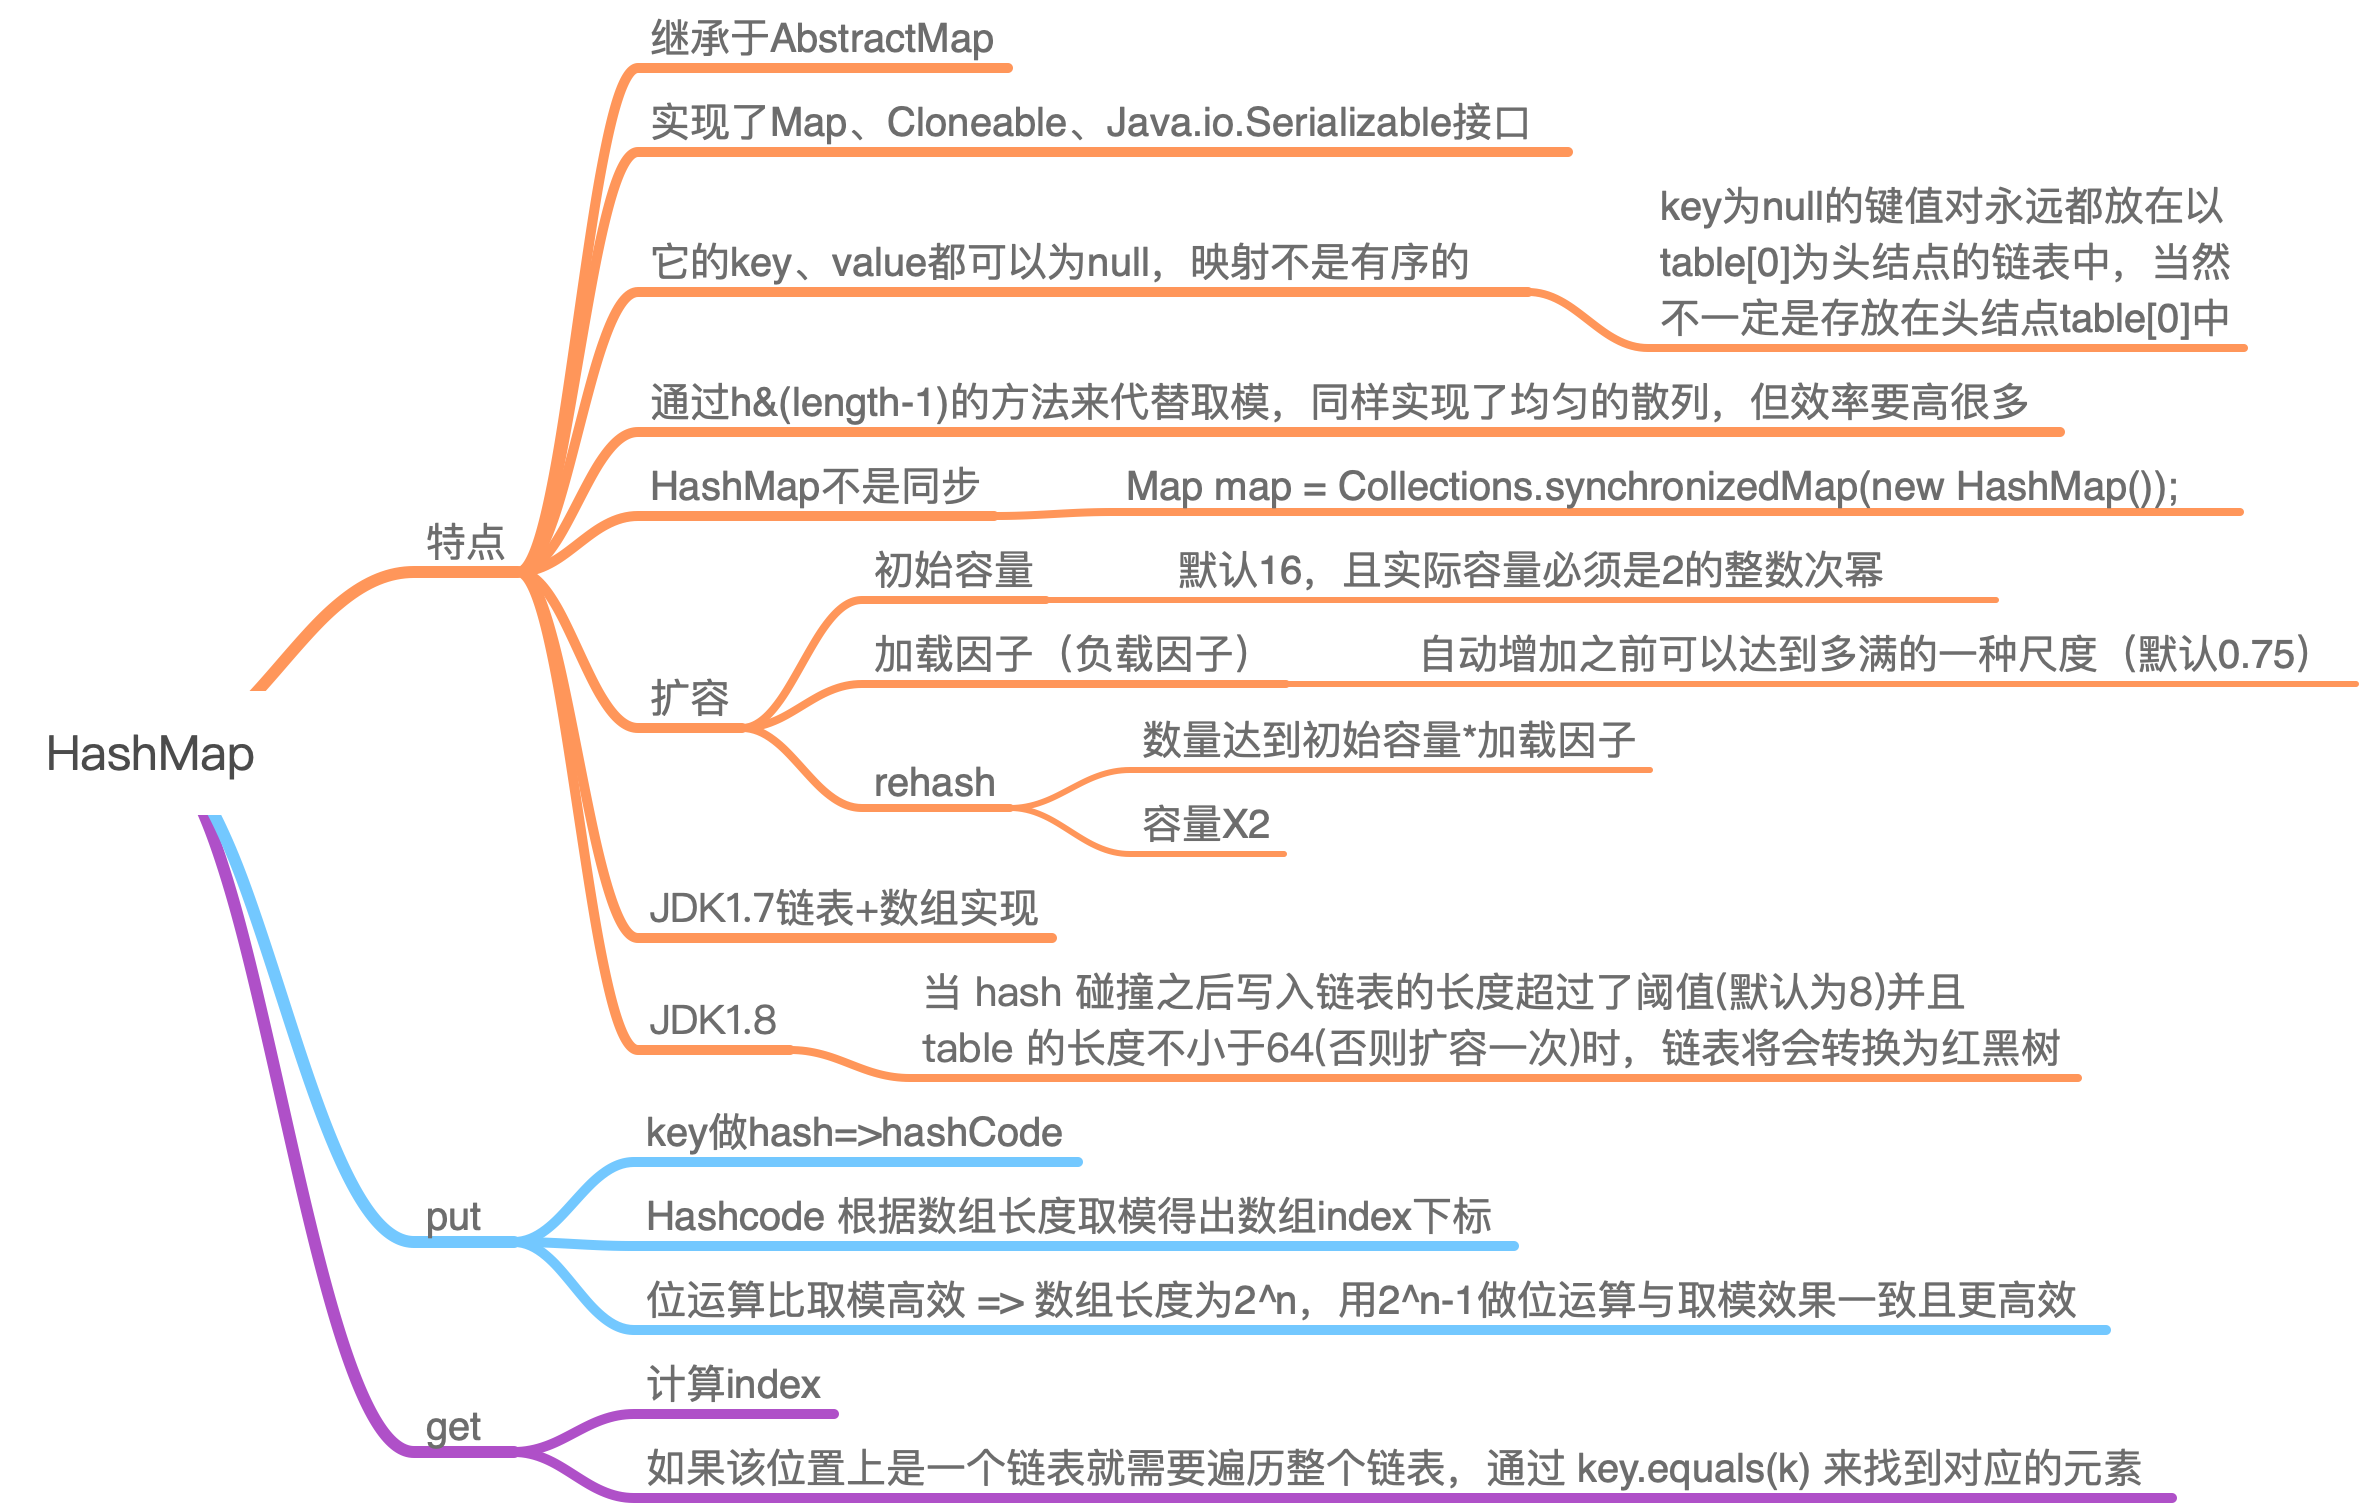 继承于AbstractMap
实现了Map、Cloneable、Java.io.Serializable接口
它的key、value都可以为null，映射不是有序的
key为null的键值对永远都放在以
table[0]为头结点的链表中，当然
不一定是存放在头结点table[0]中
通过h&(length-1)的方法来代替取模，同样实现了均匀的散列，但效率要高很多
HashMap不是同步
Map map = Collections.synchronizedMap(new HashMap());
特点
初始容量
默认16，且实际容量必须是2的整数次幂
加载因子（负载因子）
自动增加之前可以达到多满的一种尺度（默认0.75）
扩容
rehash
数量达到初始容量*加载因子
容量X2
HashMap
JDK1.7链表+数组实现
JDK1.8
当 hash 碰撞之后写入链表的长度超过了阈值(默认为8)并且
table 的长度不小于64(否则扩容一次)时，链表将会转换为红黑树
put
key做hash=>hashCode
Hashcode 根据数组长度取模得出数组index下标
位运算比取模高效 => 数组长度为2^n，用2^n-1做位运算与取模效果一致且更高效
get
计算index
如果该位置上是一个链表就需要遍历整个链表，通过 key.equals(k) 来找到对应的元素